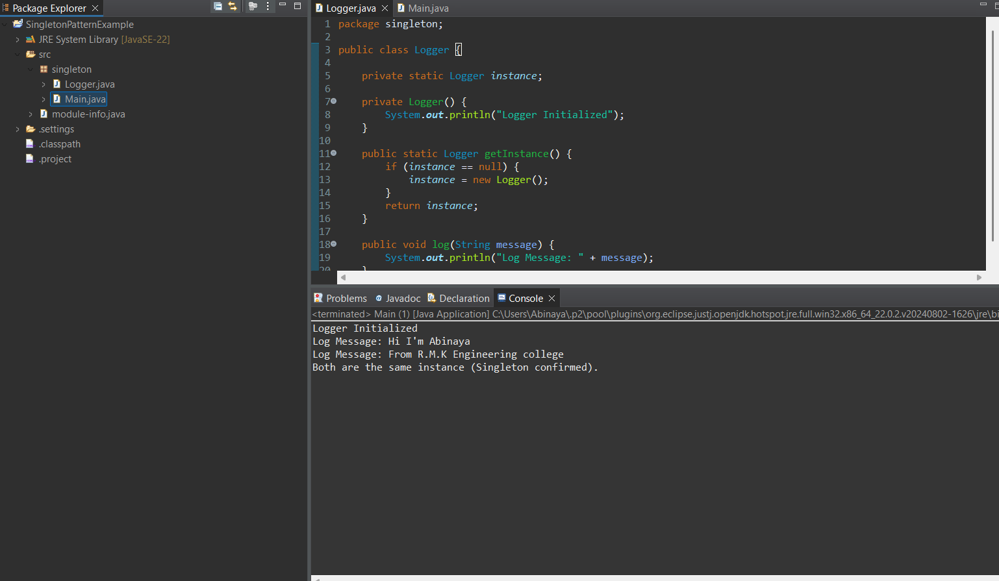 Package Explorer
SingletonPatternExample
JRE System Library [JavaSE-22]
src
singleton
Logger.java
Main.java
module-info.java
.settings
.classpath
.project
Logger.java Main.java
1 package singleton;
2
3 public class Logger {
4
5 private static Logger instance;
6
7 private Logger() {
8 System.out.println("Logger Initialized");
9 }
10
11 public static Logger getInstance() {
12 if (instance == null) {
13 instance = new Logger();
14 }
15 return instance;
16 }
17
18 public void log(String message) {
19 System.out.println("Log Message: " + message);
20 }
Problems Javadoc Declaration Console
<terminated> Main (1) [Java Application] C:\Users\Abinaya\.p2\pool\plugins\org.eclipse.justj.openjdk.hotspot.jre.full.win32.x86_64_22.0.2.v20240802-1626\jre\bi
Logger Initialized
Log Message: Hi I'm Abinaya
Log Message: From R.M.K Engineering college
Both are the same instance (Singleton confirmed).